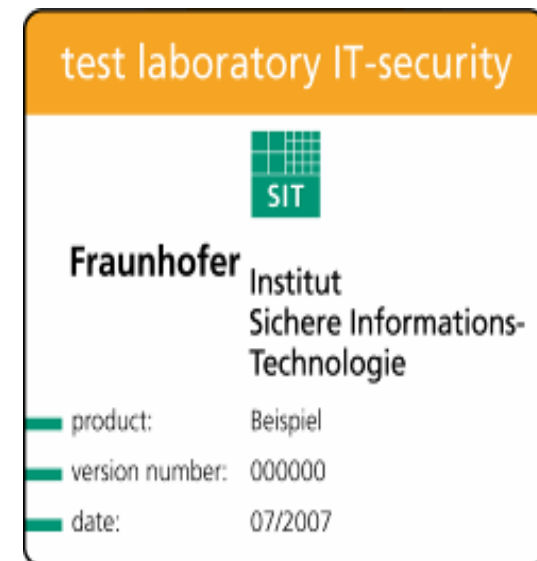 test laboratory IT-security
SIT
Fraunhofer
Institut
Sichere Informations-
Technologie
product: Beispiel
version number: 000000
date: 07/2007